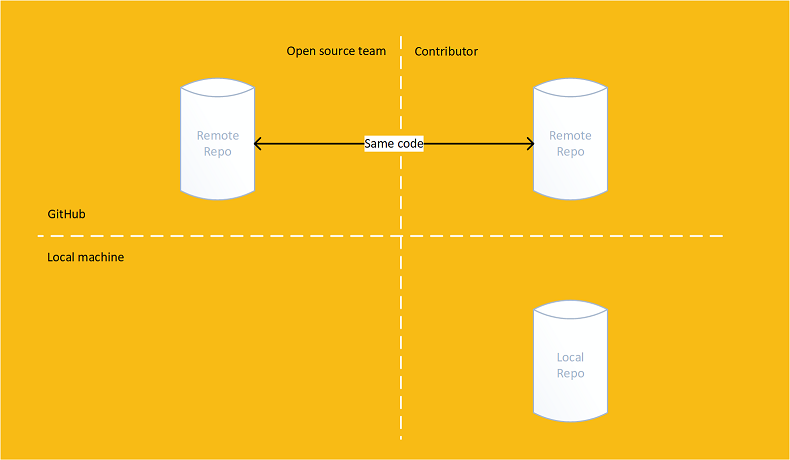 Open source team
Contributor
Remote
Repo
Same code
Remote
Repo
GitHub
Local machine
Local
Repo